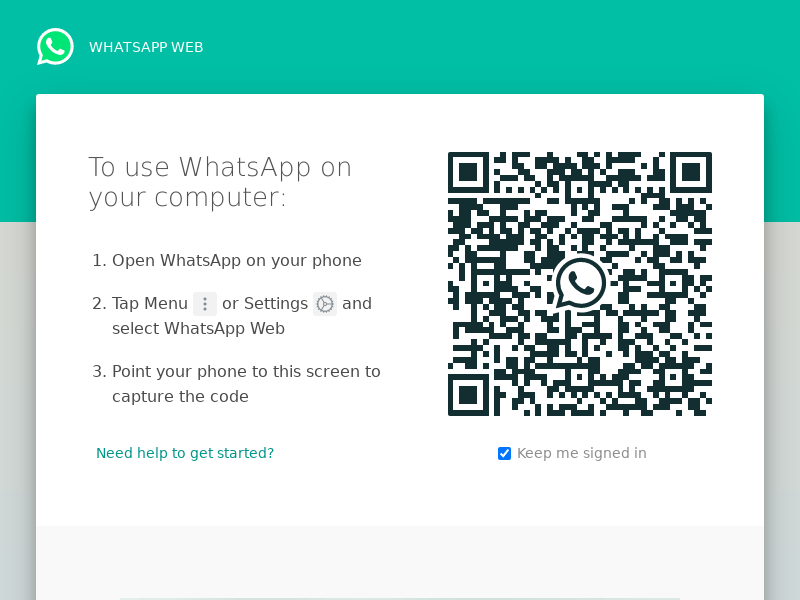 WHATSAPP WEB
To use WhatsApp on
your computer:
1. Open WhatsApp on your phone
2. Tap Menu or Settings and
select WhatsApp Web
3. Point your phone to this screen to
capture the code
Need help to get started?
Keep me signed in